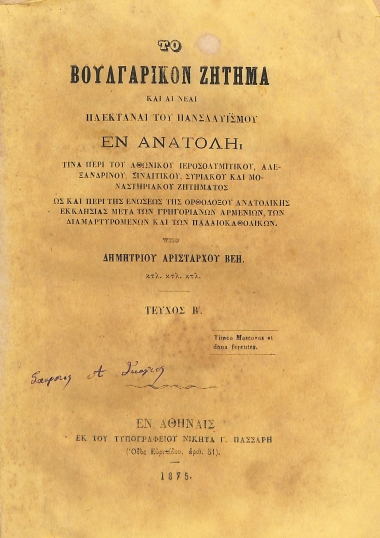 ΤΟ
ΒΟΥΛΓΑΡΙΚΟΝ ΖΗΤΗΜΑ
ΚΑΙ ΑΙ ΝΕΑΙ
ΠΛΕΚΤΑΝΑΙ ΤΟΥ ΠΑΝΣΛΑΥΪΣΜΟΥ
ΕΝ ΑΝΑΤΟΛΗι
ΤΙΝΑ ΠΕΡΙ ΤΟΥ ΑΘΩΝΙΚΟΥ ΙΕΡΟΣΟΛΥΜΙΤΙΚΟΥ, ΑΛΕ-
ΞΑΝΔΡΙΝΟΥ, ΣΙΝΑΙΤΙΚΟΥ, ΣΥΡΙΑΚΟΥ ΚΑΙ ΜΟ-
ΝΑΣΤΗΡΙΑΚΟΥ ΖΗΤΗΜΑΤΟΣ
ΩΣ ΚΑΙ ΠΕΡΙ ΤΗΣ ΕΝΩΣΕΩΣ ΤΗΣ ΟΡΘΟΔΟΞΟΥ ΑΝΑΤΟΛΙΚΗΣ
ΕΚΚΛΗΣΙΑΣ ΜΕΤΑ ΤΩΝ ΓΡΗΓΟΡΙΑΝΩΝ ΑΡΜΕΝΙΩΝ, ΤΩΝ
ΔΙΑΜΑΡΤΥΡΟΜΕΝΩΝ ΚΑΙ ΤΩΝ ΠΑΛΑΙΟΚΑΘΟΛΙΚΩΝ.
ΥΠΟ
ΔΗΜΗΤΡΙΟΥ ΑΡΙΣΤΑΡΧΟΥ ΒΕΗ.
κτλ. κτλ. κτλ.
ΤΕΥΧΟΣ Β'.
Timeo et
dona ferentes.
Α
ΕΝ ΑΘΗΝΑΙΣ
ΕΚ ΤΟΥ ΤΥΠΟΓΡΑΦΕΙΟΥ ΝΙΚΗΤΑ Γ. ΠΑΣΣΑΡΗ
(Ὁδὸς Εὐριπίδου, ἀριθ. 51).
1875.